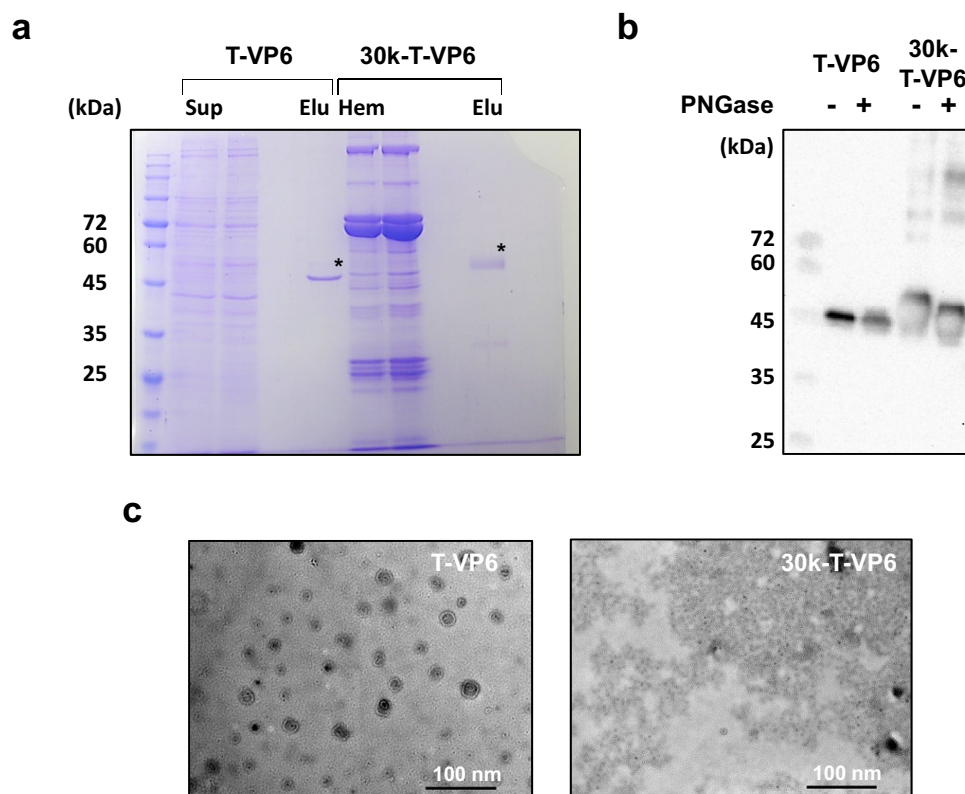 a
T-VP6 30k-T-VP6
(kDa) Sup Elu Hem Elu
72
60
45
35
25
*
*
b
T-VP6 30k-
T-VP6
PNGase - + - +
(kDa)
72
60
45
35
25
c
T-VP6
100 nm
30k-T-VP6
100 nm